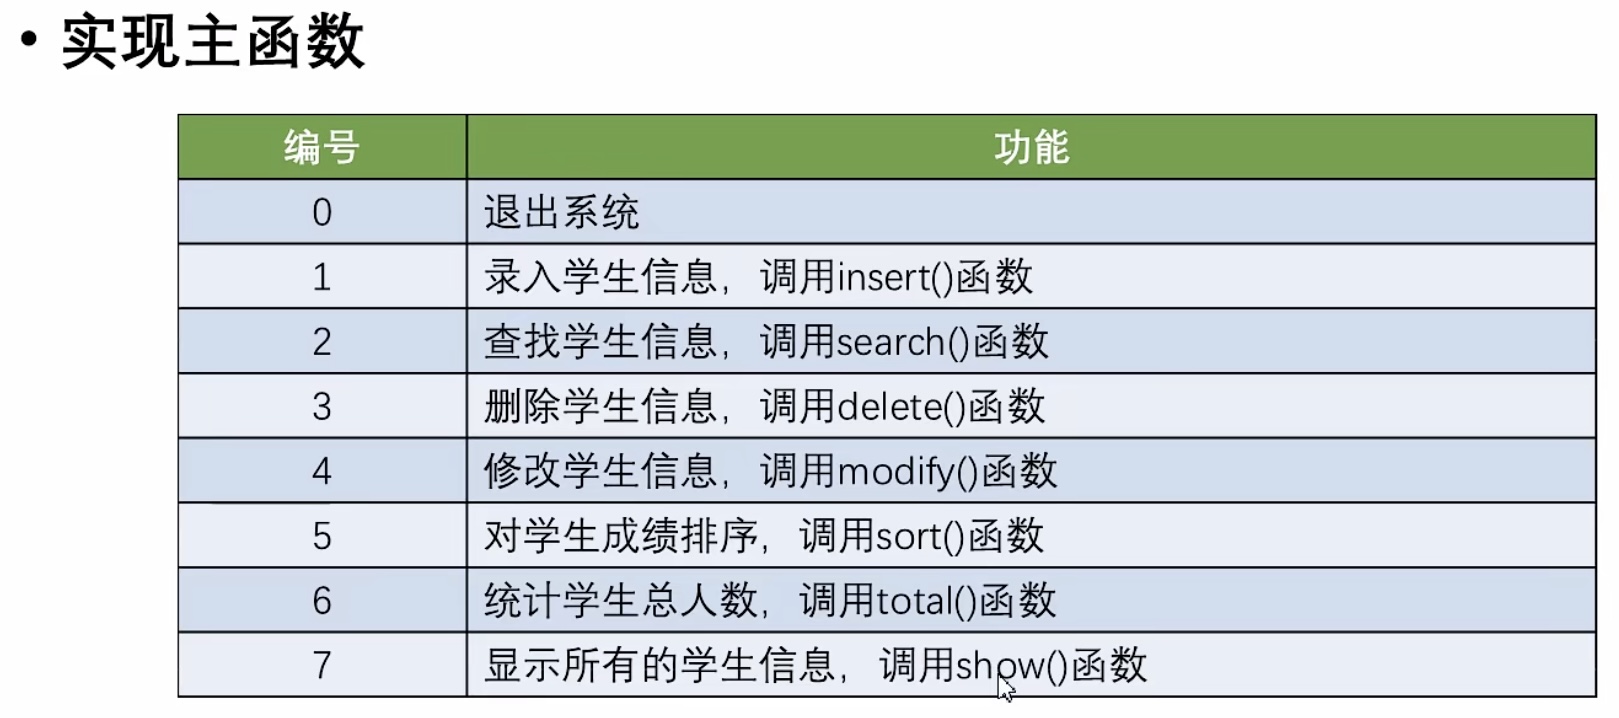 • 实现主函数
编号 功能
0 退出系统
1 录入学生信息，调用insert()函数
2 查找学生信息，调用search()函数
3 删除学生信息，调用delete()函数
4 修改学生信息，调用modify()函数
5 对学生成绩排序，调用sort()函数
6 统计学生总人数，调用total()函数
7 显示所有的学生信息，调用show()函数